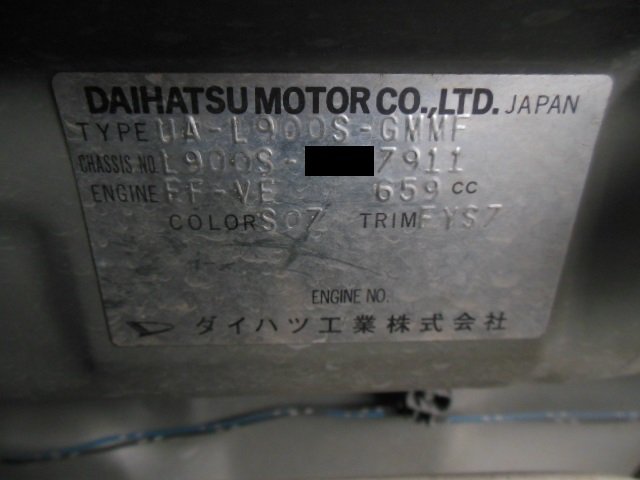 DAIHATSU MOTOR CO.,LTD. JAPAN
TYPE UA-L900S-GMMF
CHASSIS NO. L900S- 7911
ENGINE EF-VE 659 CC
COLOR S07 TRIM FYS7
ENGINE NO.
ダイハツ工業株式会社